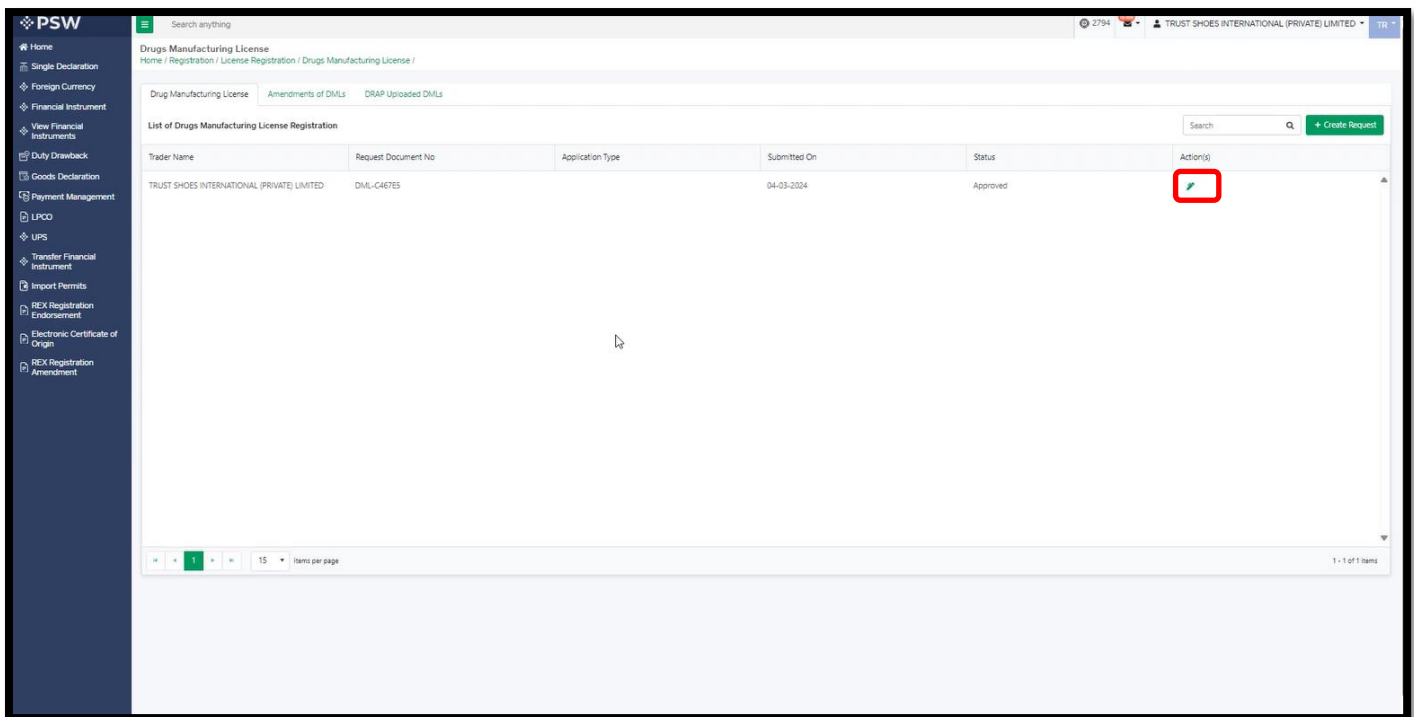 PSW
Search anything
2794
TRUST SHOES INTERNATIONAL (PRIVATE) LIMITED
TR
Home
Single Declaration
Foreign Currency
Financial Instrument
View Financial
Instruments
Duty Drawback
Goods Declaration
Payment Management
LPCO
UPS
Transfer Financial
Instrument
Import Permits
REX Registration
Endorsement
Electronic Certificate of
Origin
REX Registration
Amendment
Drugs Manufacturing License
Home / Registration / License Registration / Drugs Manufacturing License /
Drug Manufacturing License Amendments of DMLs DRAP Uploaded DMLs
List of Drugs Manufacturing License Registration
Search
+ Create Request
Trader Name Request Document No Application Type Submitted On Status Action(s)
TRUST SHOES INTERNATIONAL (PRIVATE) LIMITED DML-C467E5 04-03-2024 Approved
1 15 items per page 1 - 1 of 1 items